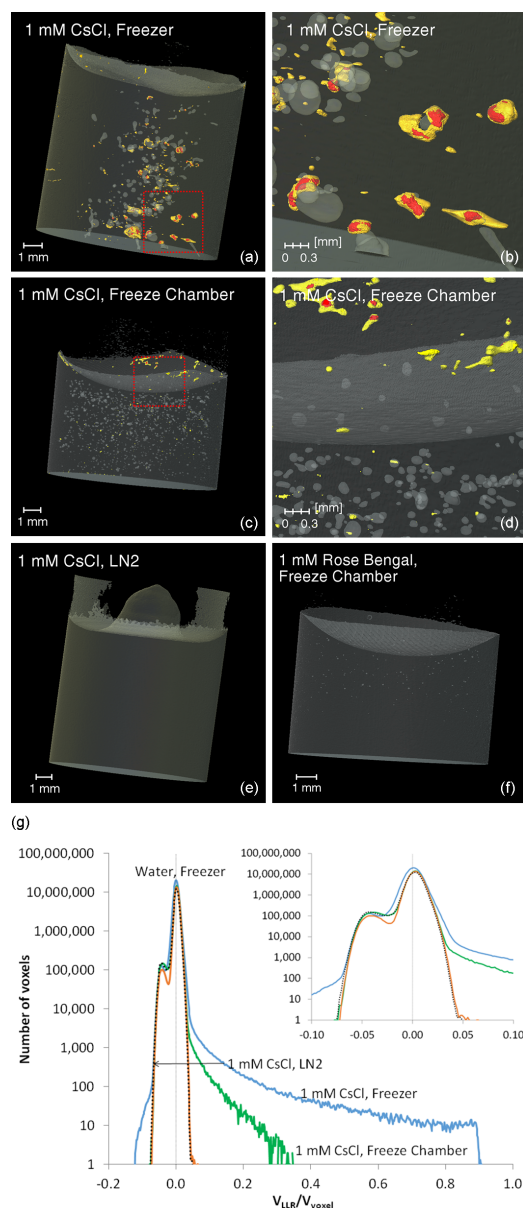 1 mM CsCl, Freezer
1 mm
(a)
1 mM CsCl, Freezer
[mm]
0 0.3
(b)
1 mM CsCl, Freeze Chamber
1 mm
(c)
1 mM CsCl, Freeze Chamber
[mm]
0 0.3
(d)
1 mM CsCl, LN2
1 mm
(e)
1 mM Rose Bengal,
Freeze Chamber
1 mm
(f)
(g)
100,000,000
10,000,000
1,000,000
100,000
10,000
1,000
100
10
1
Number of voxels
Water, Freezer
1 mM CsCl, LN2
1 mM CsCl, Freezer
1 mM CsCl, Freeze Chamber
-0.2 0.0 0.2 0.4 0.6 0.8 1.0
V_LLR/V_voxel
100,000,000
10,000,000
1,000,000
100,000
10,000
1,000
100
10
1
-0.10 -0.05 0.00 0.05 0.10